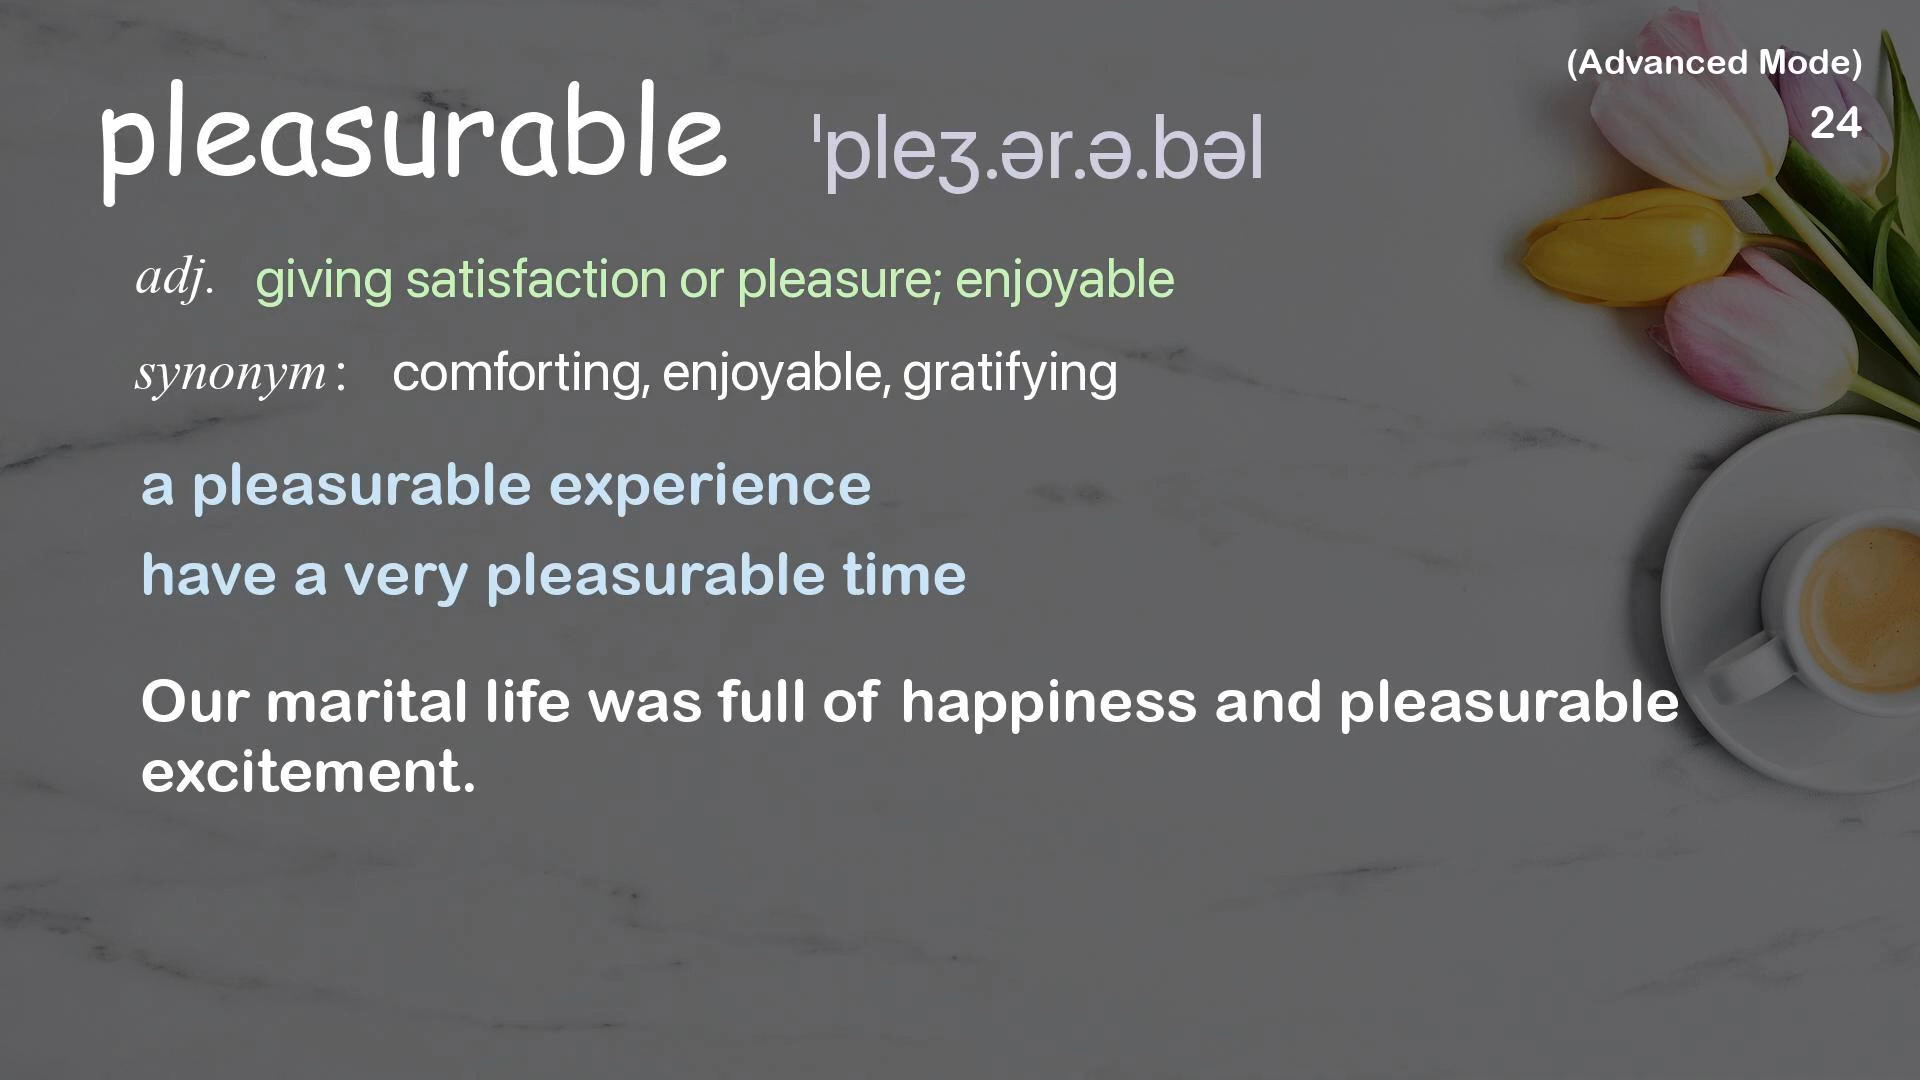 (Advanced Mode)
24
pleasurable ˈpleʒ.ər.ə.bəl
adj. giving satisfaction or pleasure; enjoyable
synonym: comforting, enjoyable, gratifying
a pleasurable experience
have a very pleasurable time
Our marital life was full of happiness and pleasurable
excitement.